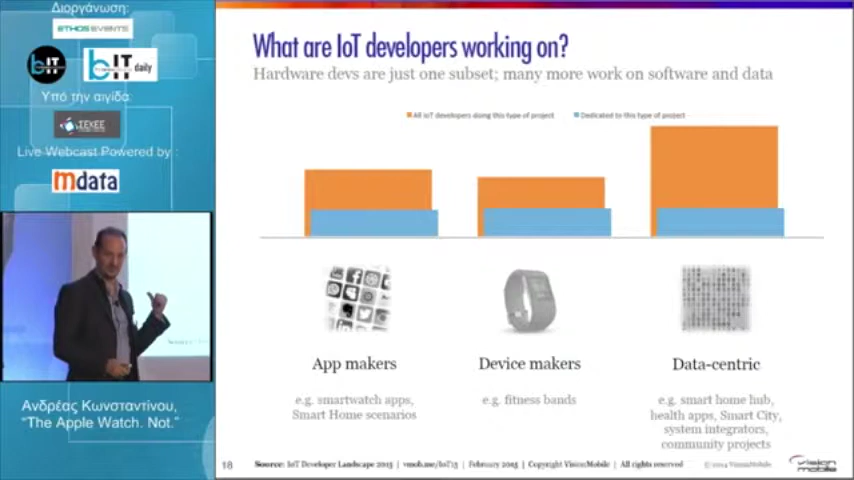 Διοργάνωση:
ETHOS EVENTS
bIT
bIT daily
Υπό την αιγίδα:
ΣΕΚΕΕ
Live Webcast Powered by :
mdata
Ανδρέας Κωνσταντίνου,
“The Apple Watch. Not.”
What are IoT developers working on?
Hardware devs are just one subset; many more work on software and data
All IoT developers doing this type of project
Dedicated to this type of project
App makers
Device makers
Data-centric
e.g. smartwatch apps,
Smart Home scenarios
e.g. fitness bands
e.g. smart home hub,
health apps, Smart City,
system integrators,
community projects
18
Source: IoT Developer Landscape 2015 | vmob.me/IoT15 | February 2015 | Copyright VisionMobile | All rights reserved
© 2014 VisionMobile
vision mobile